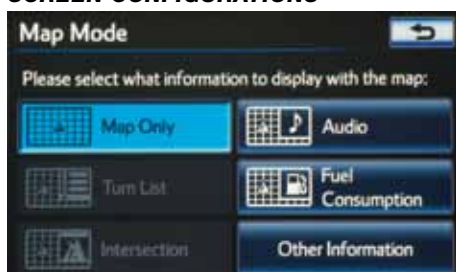 SCREEN CONFIGURATIONS
Map Mode
Please select what information to display with the map:
Map Only
Audio
Turn List
Fuel
Consumption
Intersection
Other Information